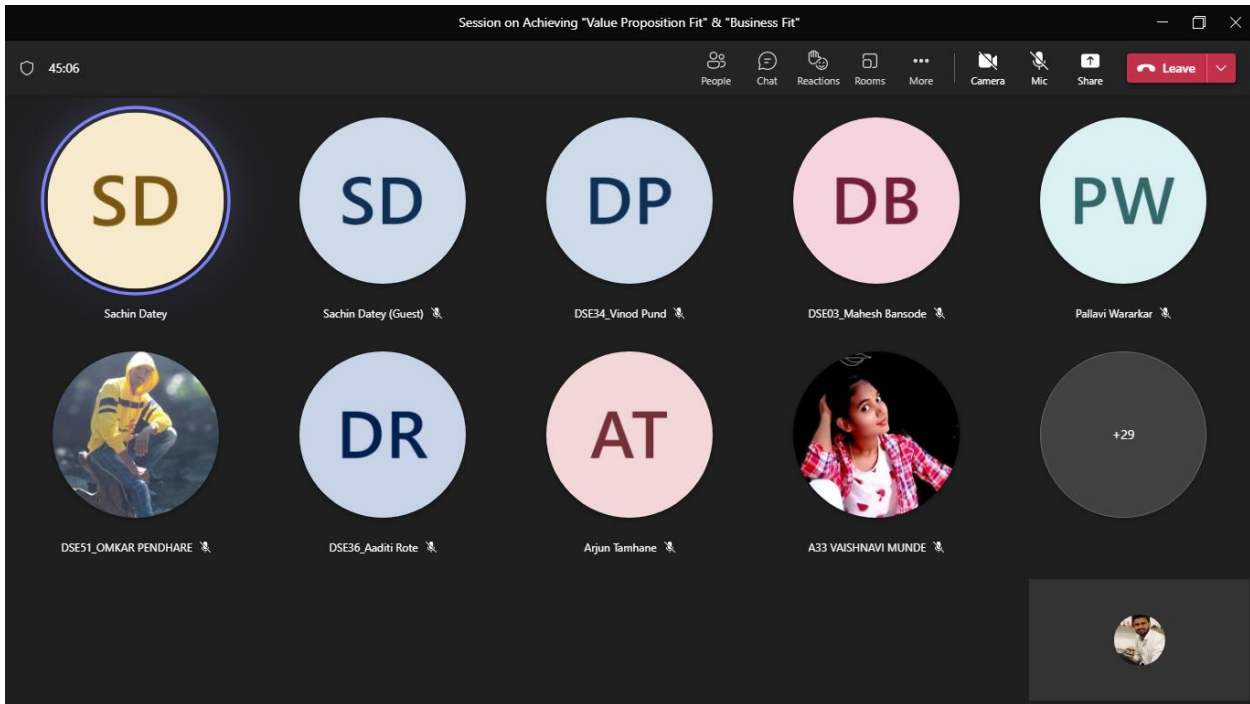 Session on Achieving "Value Proposition Fit" & "Business Fit"
45:06
People
Chat
Reactions
Rooms
More
Camera
Mic
Share
Leave
SD
SD
DP
DB
PW
Sachin Datey
Sachin Datey (Guest)
DSE34_Vinod Pund
DSE03_Mahesh Bansode
Pallavi Wararkar
DR
AT
+29
DSE51_OMKAR PENDHARE
DSE36_Aaditi Rote
Arjun Tamhane
A33 VAISHNAVI MUNDE